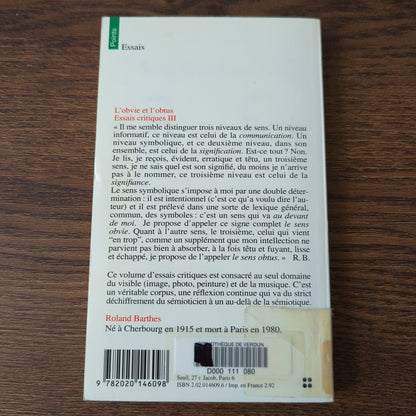 Points
Essais
L'obvie et l'obtus
Essais critiques III
« Il me semble distinguer trois niveaux de sens. Un niveau
informatif, ce niveau est celui de la communication. Un
niveau symbolique, et ce deuxième niveau, dans son
ensemble, est celui de la signification. Est-ce tout ? Non.
Je lis, je reçois, évident, erratique et têtu, un troisième
sens, je ne sais quel est son signifié, du moins je n'arrive
pas à le nommer, ce troisième niveau est celui de la
signifiance.
Le sens symbolique s'impose à moi par une double déter-
mination : il est intentionnel (c'est ce qu'a voulu dire l'au-
teur) et il est prélevé dans une sorte de lexique général,
commun, des symboles : c'est un sens qui va au devant
de moi. Je propose d'appeler ce signe complet le sens
obvie. Quant à l'autre sens, le troisième, celui qui vient
"en trop", comme un supplément que mon intellection ne
parvient pas bien à absorber, à la fois têtu et fuyant, lisse
et échappé, je propose de l'appeler le sens obtus. » R.B.
Ce volume d'essais critiques est consacré au seul domaine
du visible (image, photo, peinture) et de la musique. C'est
un véritable corpus, une réflexion continue qui va du strict
déchiffrement du sémioticien à un au-delà de la sémiotique.
Roland Barthes
Né à Cherbourg en 1915 et mort à Paris en 1980.
OTHÈQUE DE VERDUN
D000 111 080
Seuil, 27 r. Jacob, Paris 6
ISBN 2.02.014609.6 / Imp. en France 2.92
9 782020 146098